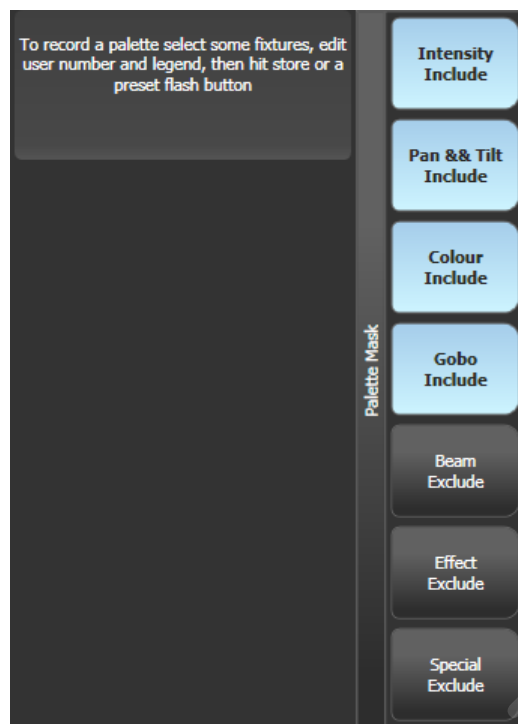 To record a palette select some fixtures, edit
user number and legend, then hit store or a
preset flash button
Palette Mask
Intensity
Include
Pan && Tilt
Include
Colour
Include
Gobo
Include
Beam
Exclude
Effect
Exclude
Special
Exclude